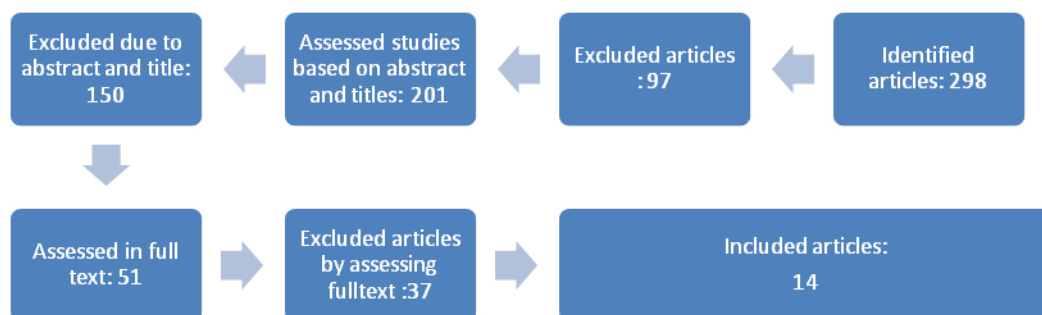 Identified
articles: 298
Excluded articles
: 97
Assessed studies
based on abstract
and titles: 201
Excluded due to
abstract and title:
150
Assessed in full
text: 51
Excluded articles
by assessing
fulltext :37
Included articles:
14